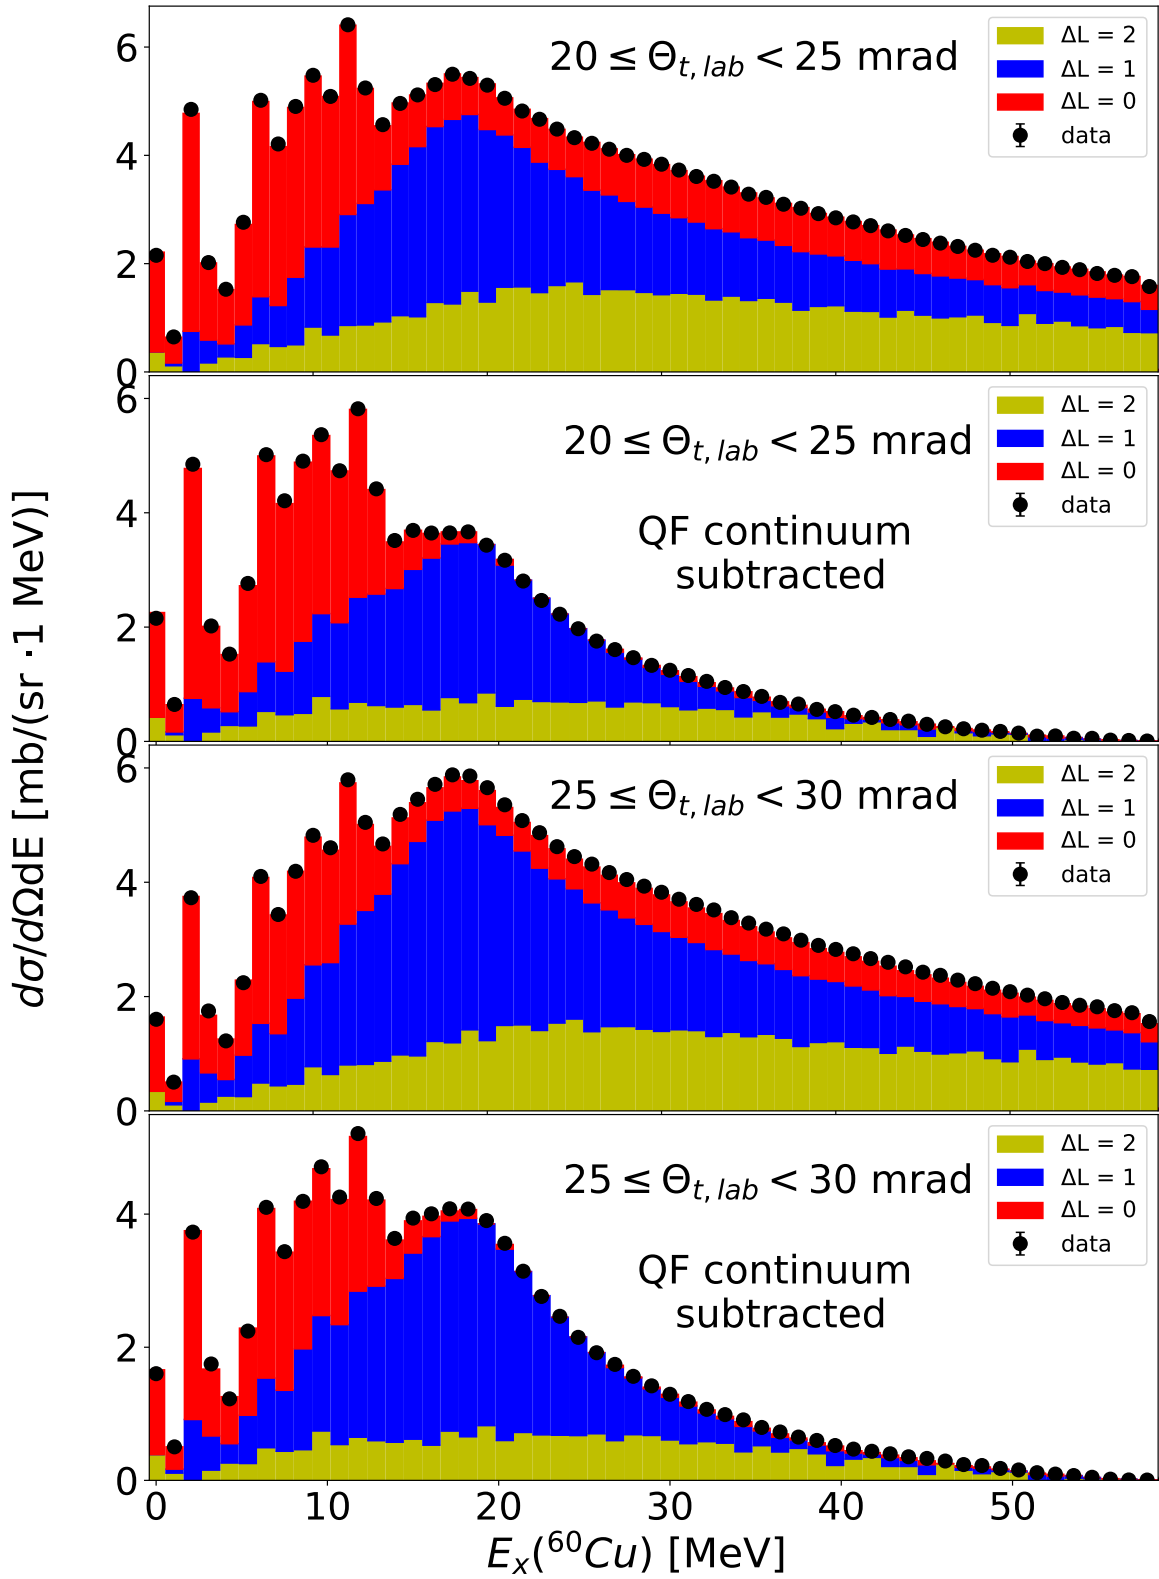 dσ/dΩdE [mb/(sr ·1 MeV)]
6
4
2
0
20 ≤ Θt, lab < 25 mrad
ΔL = 2
ΔL = 1
ΔL = 0
data
6
4
2
0
20 ≤ Θt, lab < 25 mrad
QF continuum
subtracted
ΔL = 2
ΔL = 1
ΔL = 0
data
6
4
2
0
25 ≤ Θt, lab < 30 mrad
ΔL = 2
ΔL = 1
ΔL = 0
data
4
2
0
25 ≤ Θt, lab < 30 mrad
QF continuum
subtracted
ΔL = 2
ΔL = 1
ΔL = 0
data
0 10 20 30 40 50
Ex(⁶⁰Cu) [MeV]